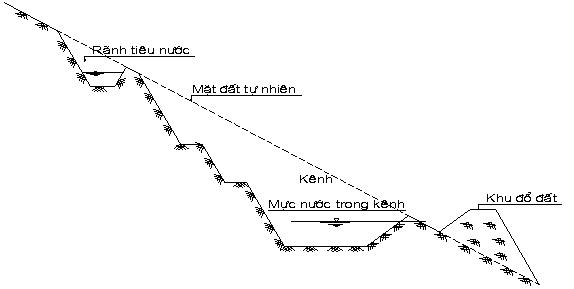 Rãnh tiêu nước
Mặt đất tự nhiên
Kênh
Mực nước trong kênh
Khu đổ đất